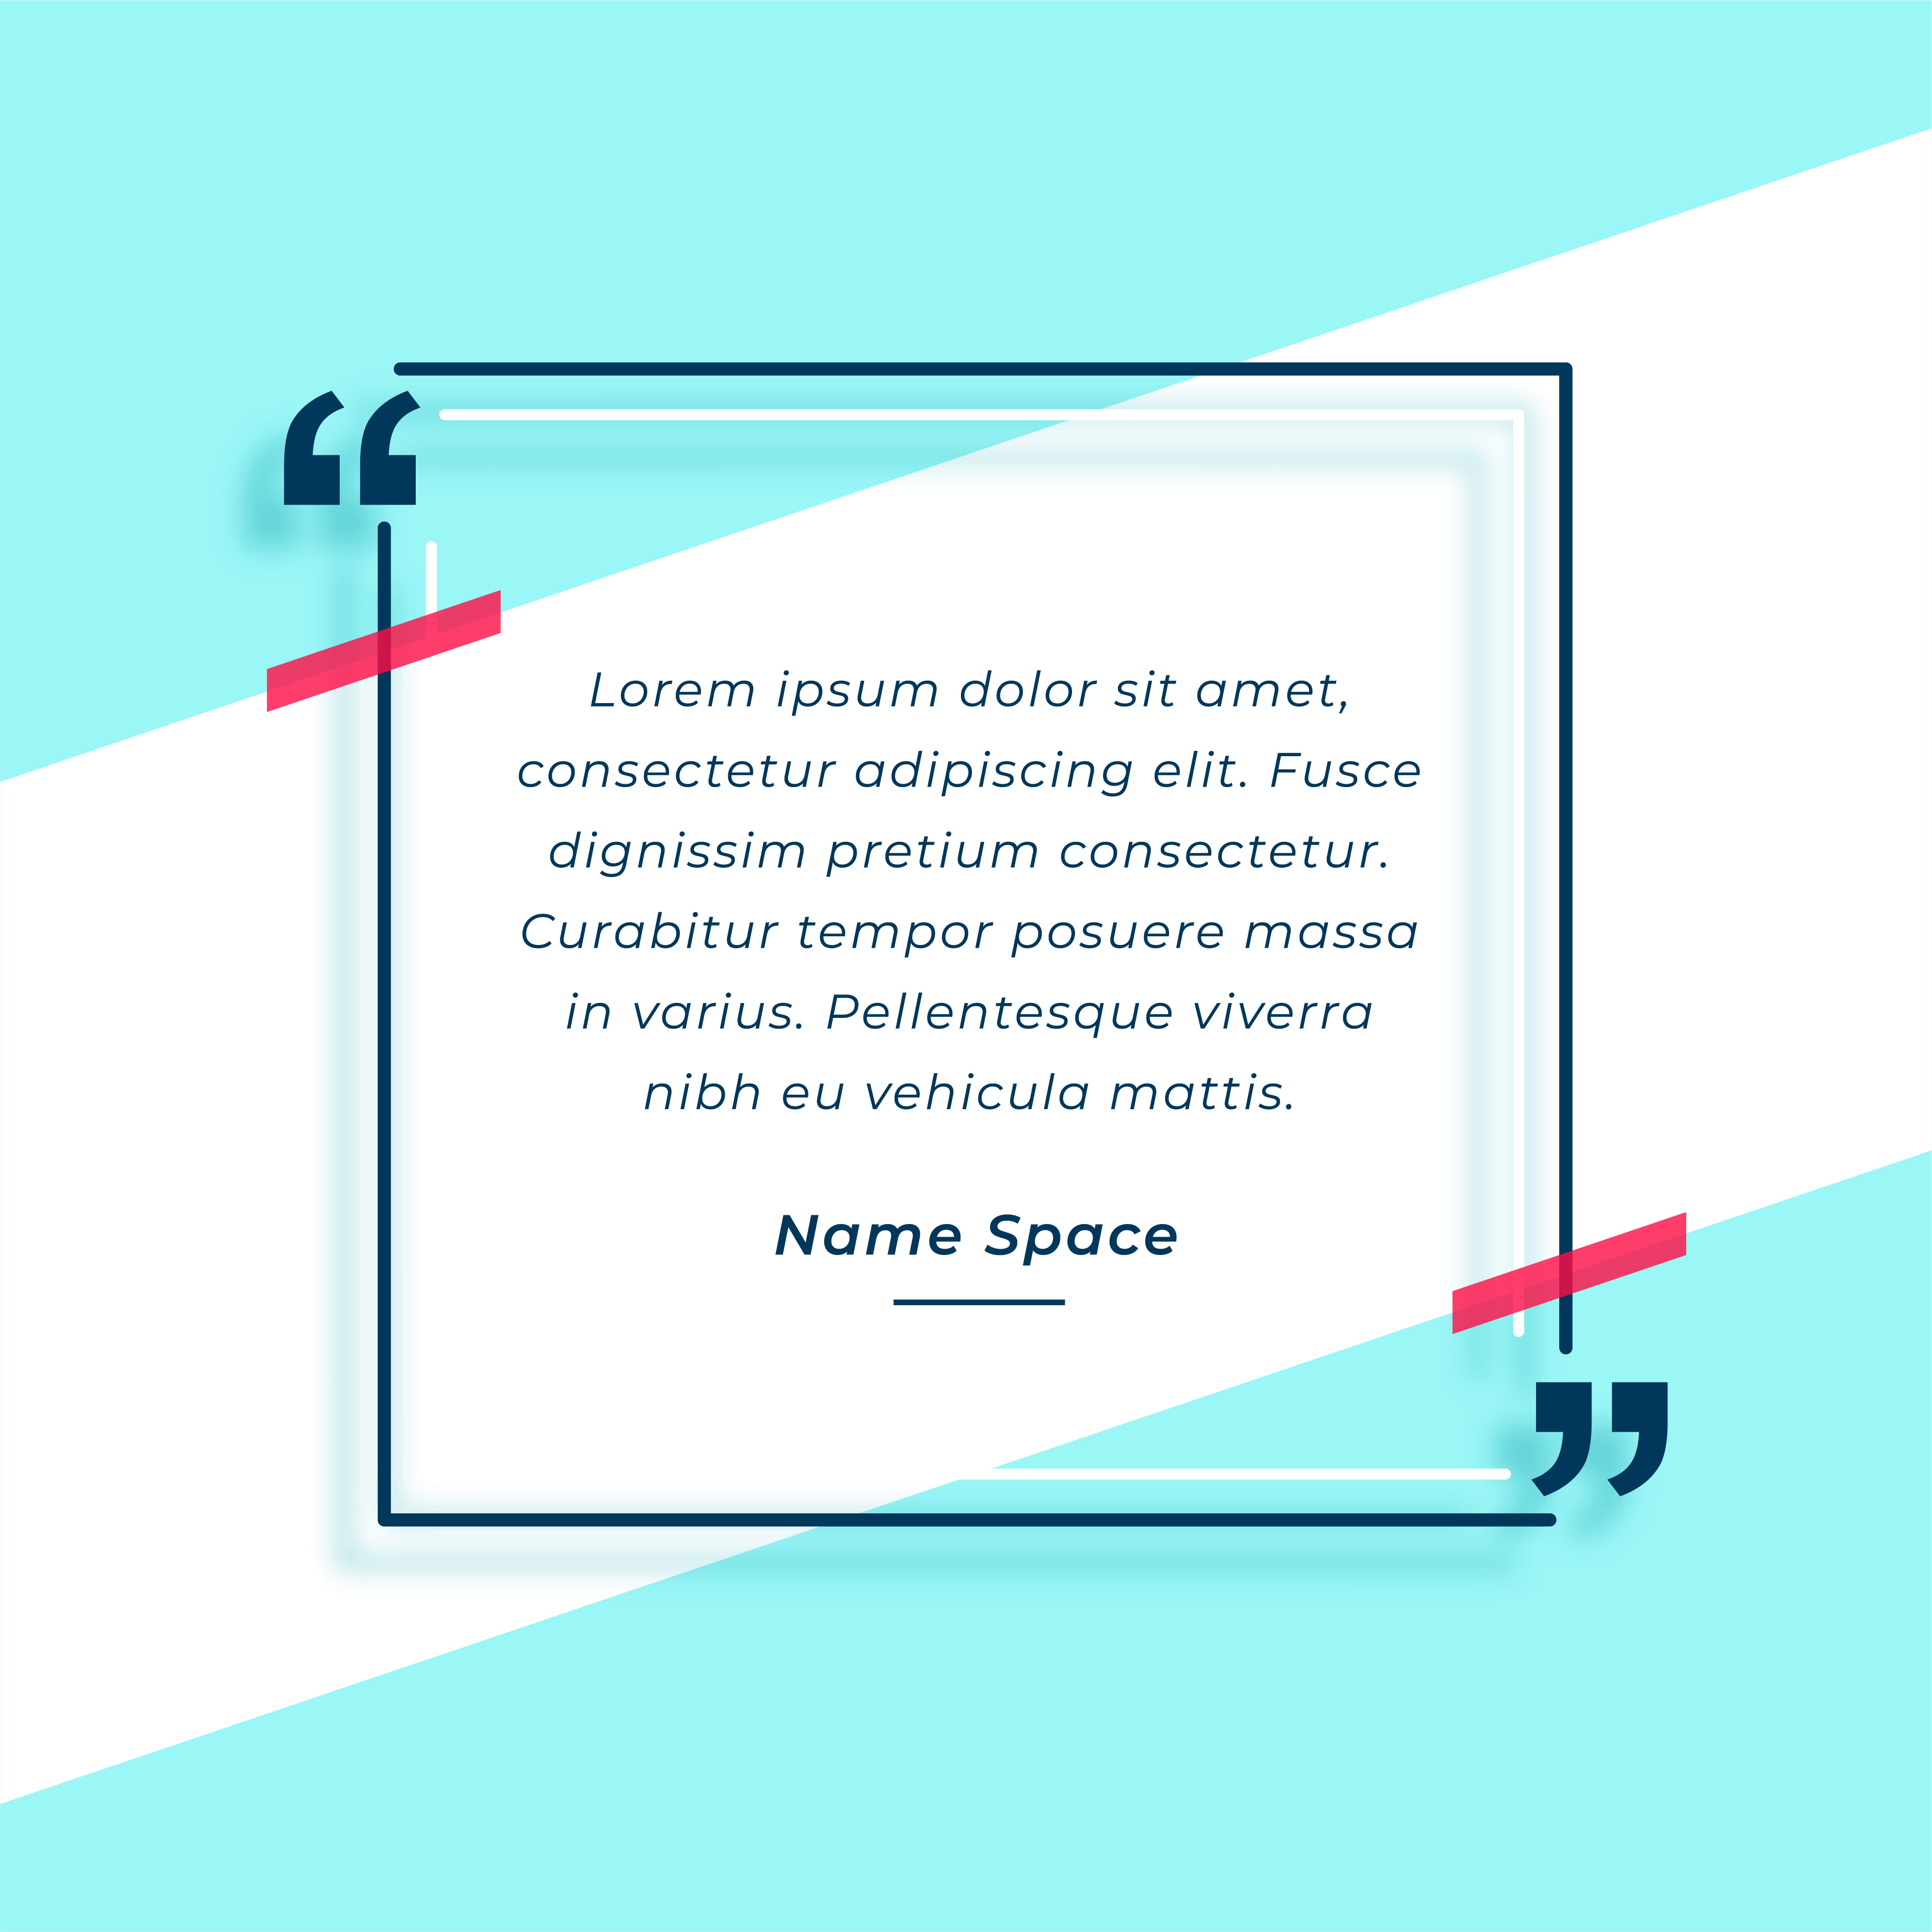 “
Lorem ipsum dolor sit amet,
consectetur adipiscing elit. Fusce
dignissim pretium consectetur.
Curabitur tempor posuere massa
in varius. Pellentesque viverra
nibh eu vehicula mattis.
Name Space
”